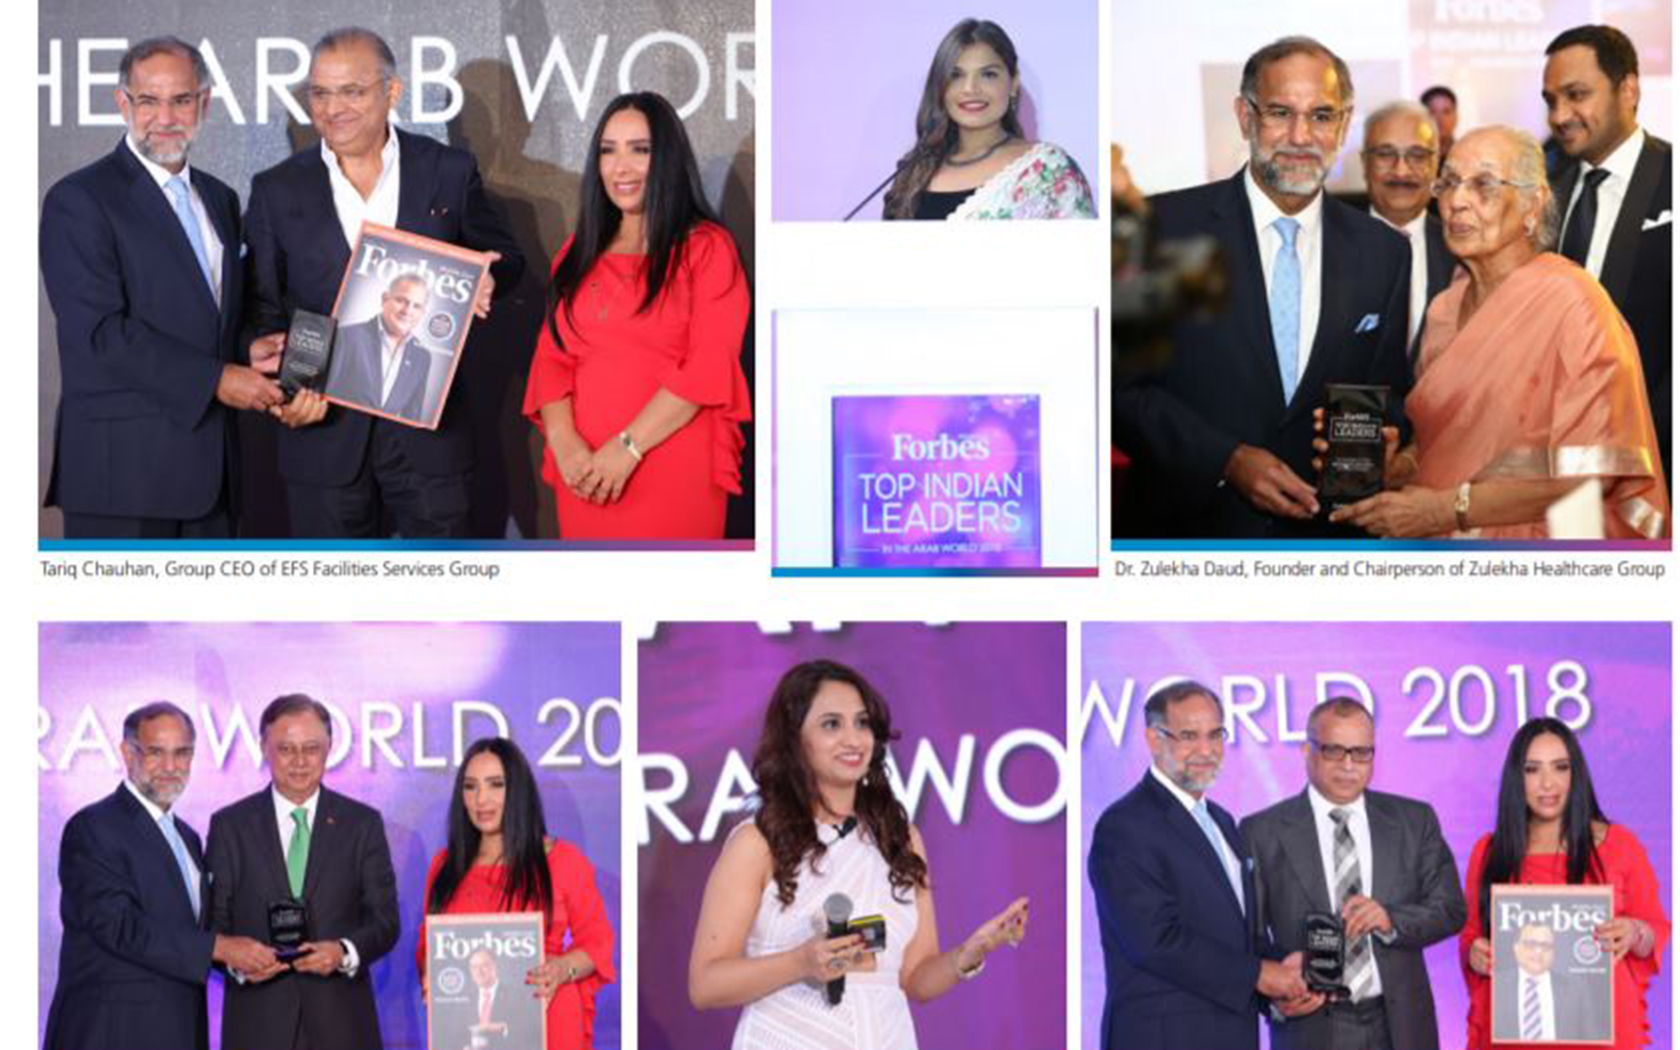 HE ARAB WOR
Forbes
LEADERS
Forbes
TOP INDIAN
LEADERS
IN THE ARAB WORLD 2018
Forbes
LEADERS
Tariq Chauhan, Group CEO of EFS Facilities Services Group
Dr. Zulekha Daud, Founder and Chairperson of Zulekha Healthcare Group
RAB WORLD 20
Forbes
RAB WO
WORLD 2018
Forbes